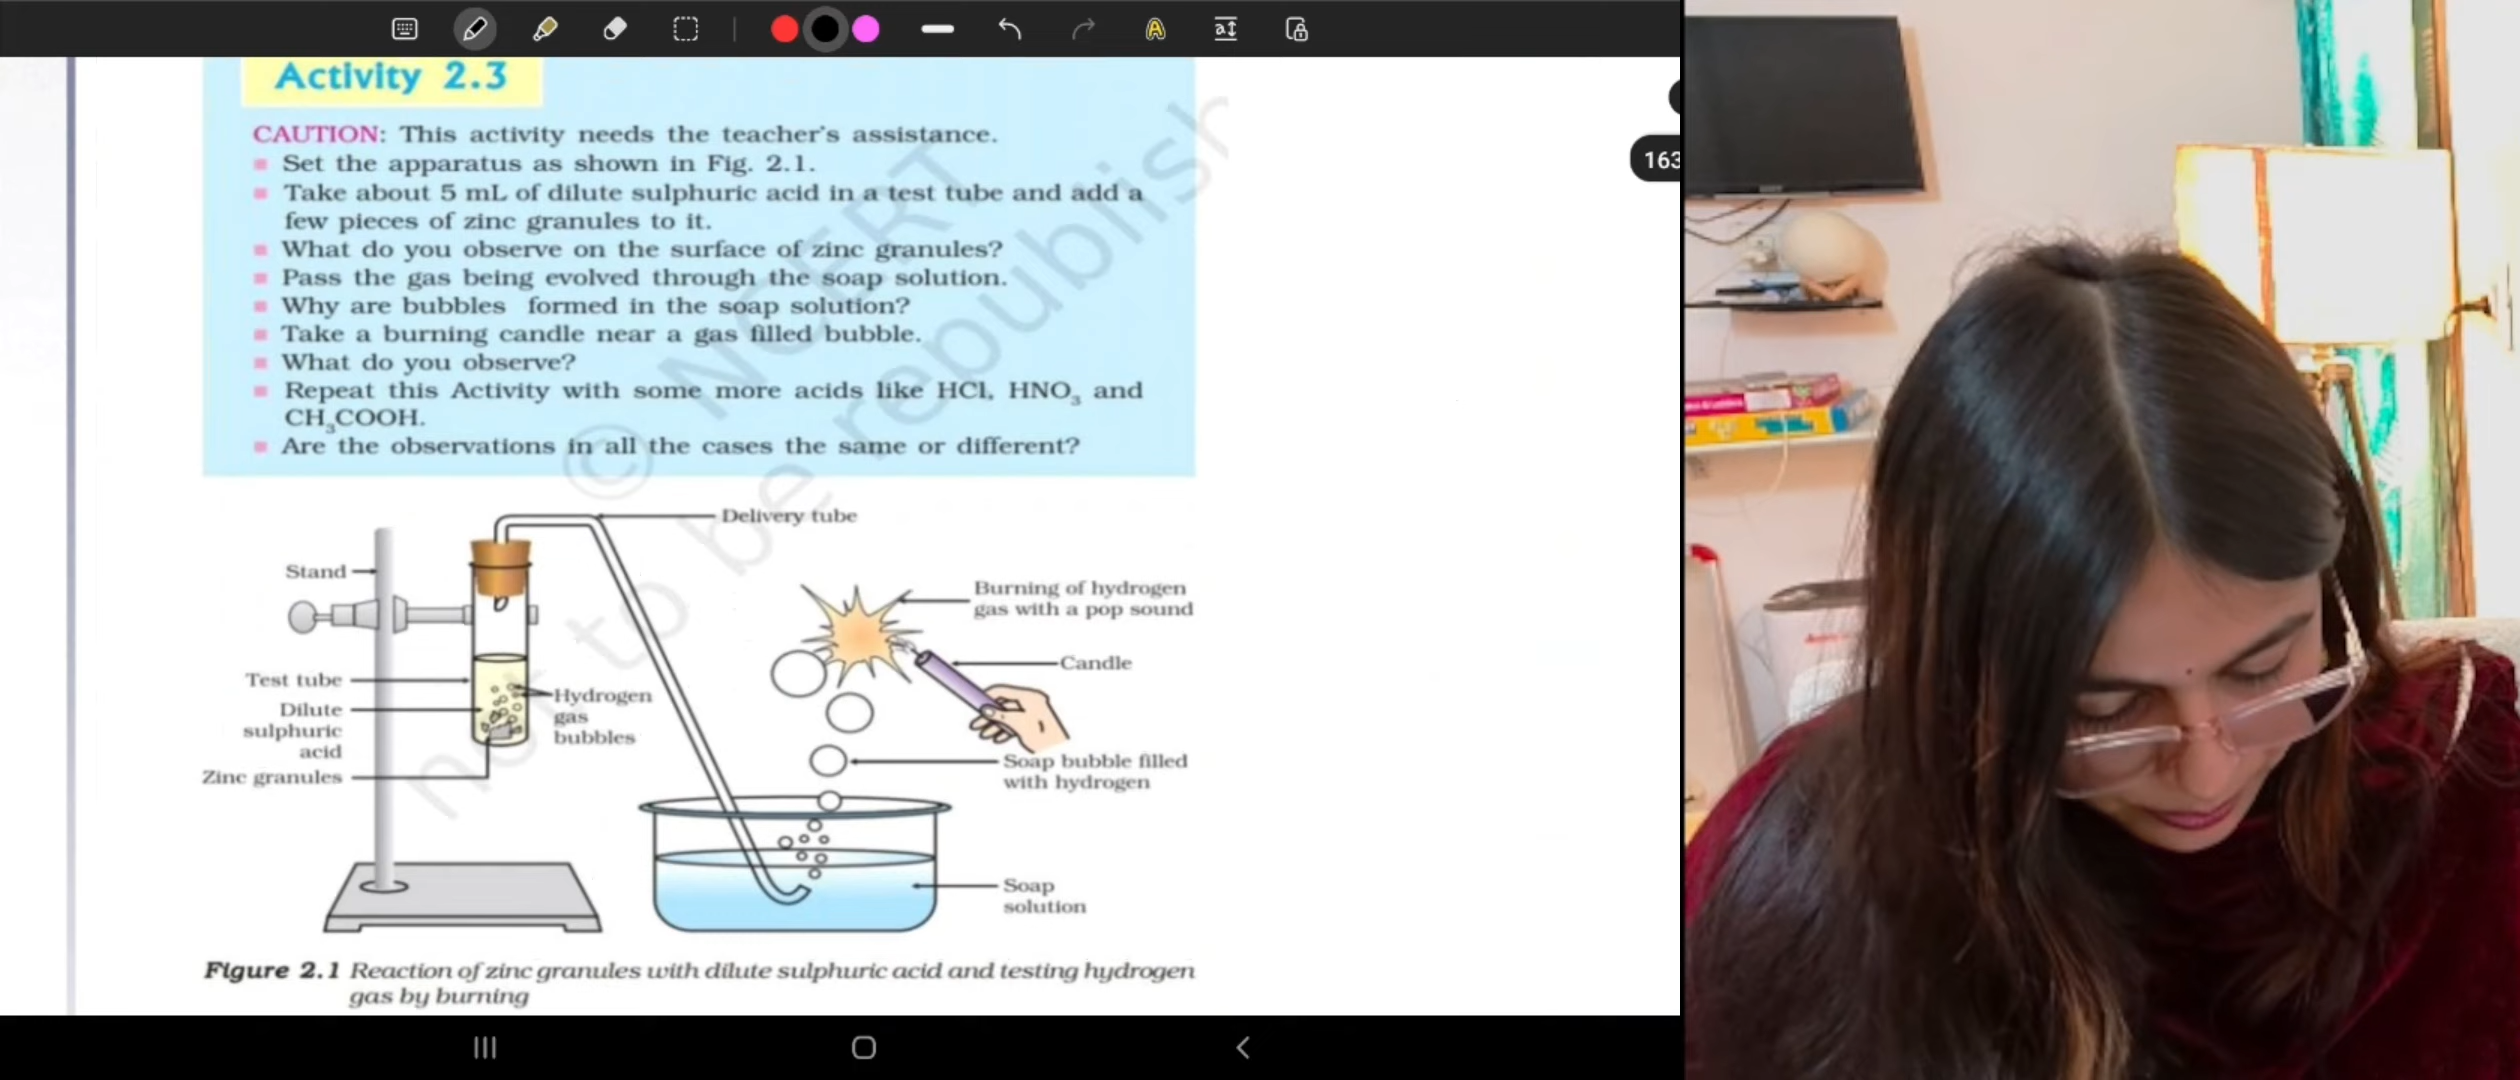 Activity 2.3
CAUTION: This activity needs the teacher's assistance.
Set the apparatus as shown in Fig. 2.1.
Take about 5 mL of dilute sulphuric acid in a test tube and add a
few pieces of zinc granules to it.
What do you observe on the surface of zinc granules?
Pass the gas being evolved through the soap solution.
Why are bubbles formed in the soap solution?
Take a burning candle near a gas filled bubble.
What do you observe?
Repeat this Activity with some more acids like HCl, HNO₃ and
CH₃COOH.
Are the observations in all the cases the same or different?
© NCERT
not to be republish
163
Delivery tube
Stand
Burning of hydrogen
gas with a pop sound
Candle
Test tube
Dilute
sulphuric
acid
Zinc granules
Hydrogen
gas
bubbles
Soap bubble filled
with hydrogen
Soap
solution
Figure 2.1 Reaction of zinc granules with dilute sulphuric acid and testing hydrogen
gas by burning